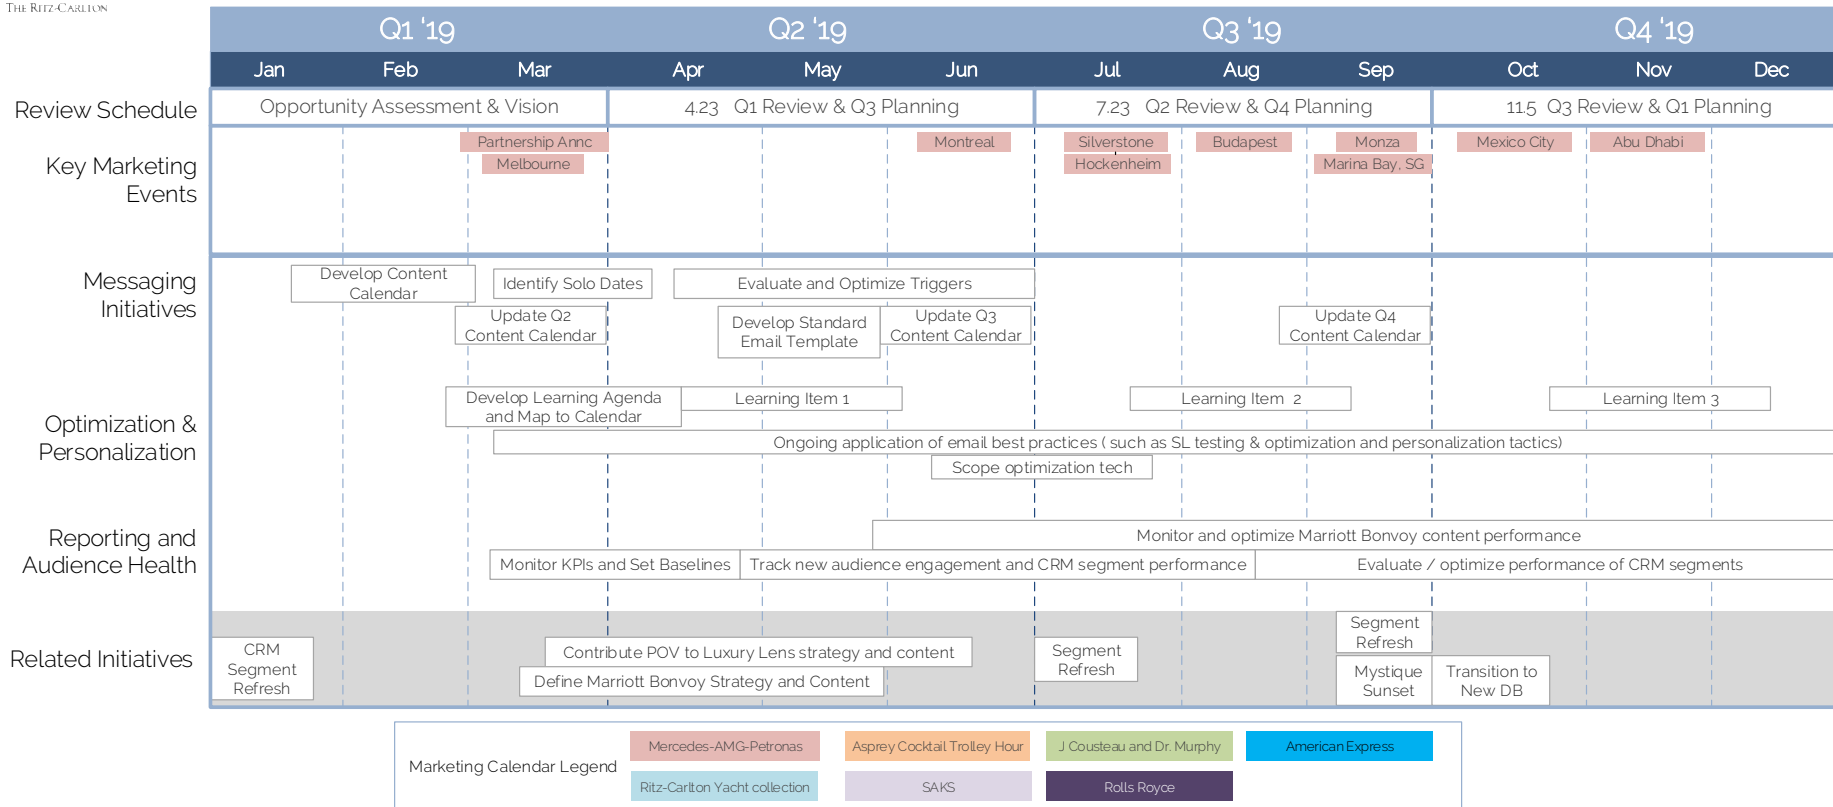 THE RITZ-CARLTON
Q1 '19 Q2 '19 Q3 '19 Q4 '19
Jan Feb Mar Apr May Jun Jul Aug Sep Oct Nov Dec
Review Schedule
Opportunity Assessment & Vision
4.23 Q1 Review & Q3 Planning
7.23 Q2 Review & Q4 Planning
11.5 Q3 Review & Q1 Planning
Key Marketing
Events
Partnership Annc
Melbourne
Montreal
Silverstone
Hockenheim
Budapest
Monza
Marina Bay, SG
Mexico City
Abu Dhabi
Messaging
Initiatives
Develop Content
Calendar
Identify Solo Dates
Evaluate and Optimize Triggers
Update Q2
Content Calendar
Develop Standard
Email Template
Update Q3
Content Calendar
Update Q4
Content Calendar
Optimization &
Personalization
Develop Learning Agenda
and Map to Calendar
Learning Item 1
Learning Item 2
Learning Item 3
Ongoing application of email best practices ( such as SL testing & optimization and personalization tactics)
Scope optimization tech
Reporting and
Audience Health
Monitor and optimize Marriott Bonvoy content performance
Monitor KPIs and Set Baselines
Track new audience engagement and CRM segment performance
Evaluate / optimize performance of CRM segments
Related Initiatives
CRM
Segment
Refresh
Contribute POV to Luxury Lens strategy and content
Define Marriott Bonvoy Strategy and Content
Segment
Refresh
Segment
Refresh
Mystique
Sunset
Transition to
New DB
Marketing Calendar Legend
Mercedes-AMG-Petronas
Asprey Cocktail Trolley Hour
J Cousteau and Dr. Murphy
American Express
Ritz-Carlton Yacht collection
SAKS
Rolls Royce